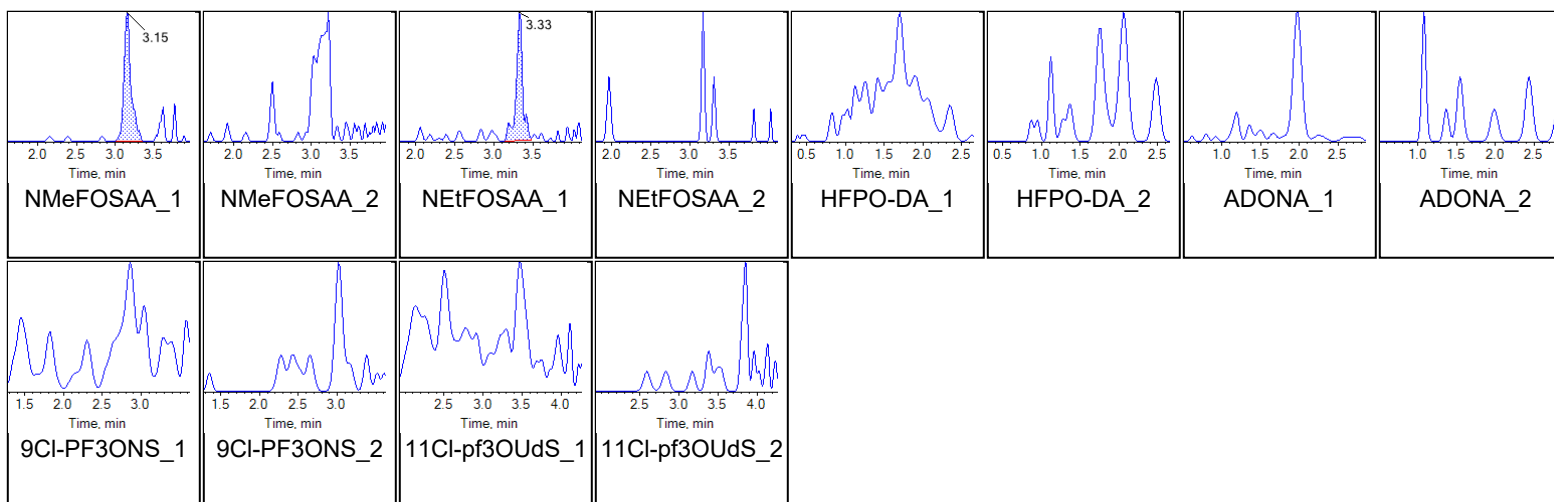 3.15
3.33
2.0 2.5 3.0 3.5
2.0 2.5 3.0 3.5
2.0 2.5 3.0 3.5
2.0 2.5 3.0 3.5
0.5 1.0 1.5 2.0 2.5
0.5 1.0 1.5 2.0 2.5
1.0 1.5 2.0 2.5
1.0 1.5 2.0 2.5
Time, min Time, min Time, min Time, min Time, min Time, min Time, min Time, min
NMeFOSAA_1 NMeFOSAA_2 NEtFOSAA_1 NEtFOSAA_2 HFPO-DA_1 HFPO-DA_2 ADONA_1 ADONA_2
1.5 2.0 2.5 3.0
1.5 2.0 2.5 3.0
2.5 3.0 3.5 4.0
2.5 3.0 3.5 4.0
Time, min Time, min Time, min Time, min
9Cl-PF3ONS_1 9Cl-PF3ONS_2 11Cl-pf3OUdS_1 11Cl-pf3OUdS_2